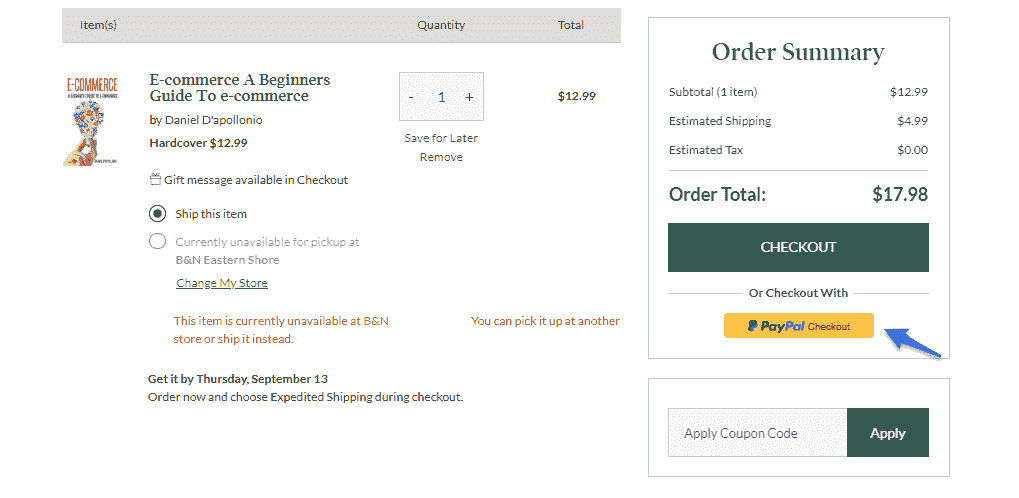 Item(s) Quantity Total
E-COMMERCE
E-commerce A Beginners
Guide To e-commerce
by Daniel D'apollonio
Hardcover $12.99
- 1 +
Save for Later
Remove
$12.99
Gift message available in Checkout
Ship this item
Currently unavailable for pickup at
B&N Eastern Shore
Change My Store
This item is currently unavailable at B&N You can pick it up at another
store or ship it instead.
Get it by Thursday, September 13
Order now and choose Expedited Shipping during checkout.
Order Summary
Subtotal (1 item) $12.99
Estimated Shipping $4.99
Estimated Tax $0.00
Order Total: $17.98
CHECKOUT
Or Checkout With
PayPal Checkout
Apply Coupon Code Apply